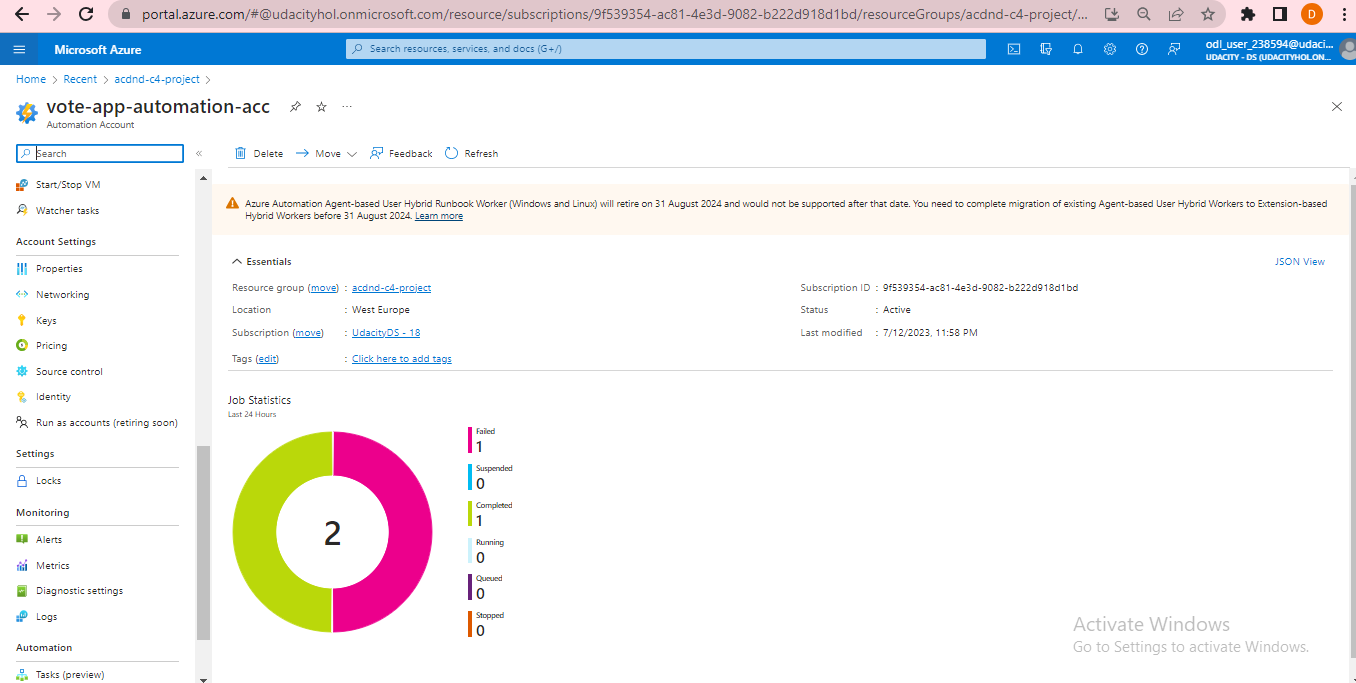 portal.azure.com/#@udacityhol.onmicrosoft.com/resource/subscriptions/9f539354-ac81-4e3d-9082-b222d918d1bd/resourceGroups/acdnd-c4-project/...
D
Microsoft Azure
Search resources, services, and docs (G+/)
odl_user_238594@udaci...
UDACITY - DS (UDACITYHOL.ON...
Home > Recent > acdnd-c4-project >
vote-app-automation-acc
Automation Account
Search
«
Delete
Move
Feedback
Refresh
Start/Stop VM
Watcher tasks
Account Settings
Properties
Networking
Keys
Pricing
Source control
Identity
Run as accounts (retiring soon)
Settings
Locks
Monitoring
Alerts
Metrics
Diagnostic settings
Logs
Automation
Tasks (preview)
Azure Automation Agent-based User Hybrid Runbook Worker (Windows and Linux) will retire on 31 August 2024 and would not be supported after that date. You need to complete migration of existing Agent-based User Hybrid Workers to Extension-based
Hybrid Workers before 31 August 2024. Learn more
Essentials
JSON View
Resource group (move) : acdnd-c4-project
Location : West Europe
Subscription (move) : UdacityDS - 18
Tags (edit) : Click here to add tags
Subscription ID : 9f539354-ac81-4e3d-9082-b222d918d1bd
Status : Active
Last modified : 7/12/2023, 11:58 PM
Job Statistics
Last 24 Hours
2
Failed
1
Suspended
0
Completed
1
Running
0
Queued
0
Stopped
0
Activate Windows
Go to Settings to activate Windows.